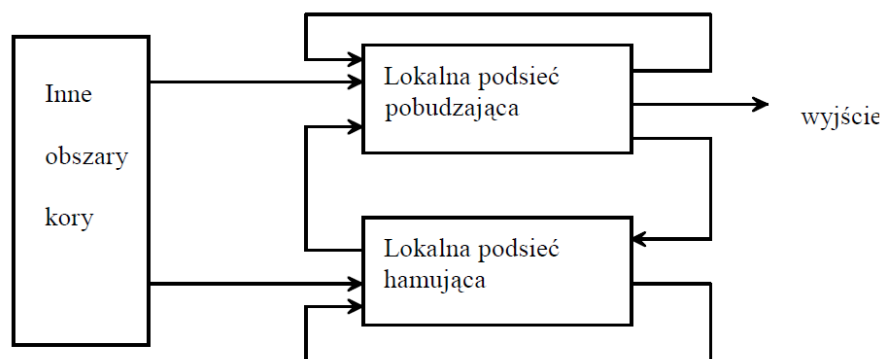 Inne
obszary
kory
Lokalna podsieć
pobudzająca
wyjście
Lokalna podsieć
hamująca